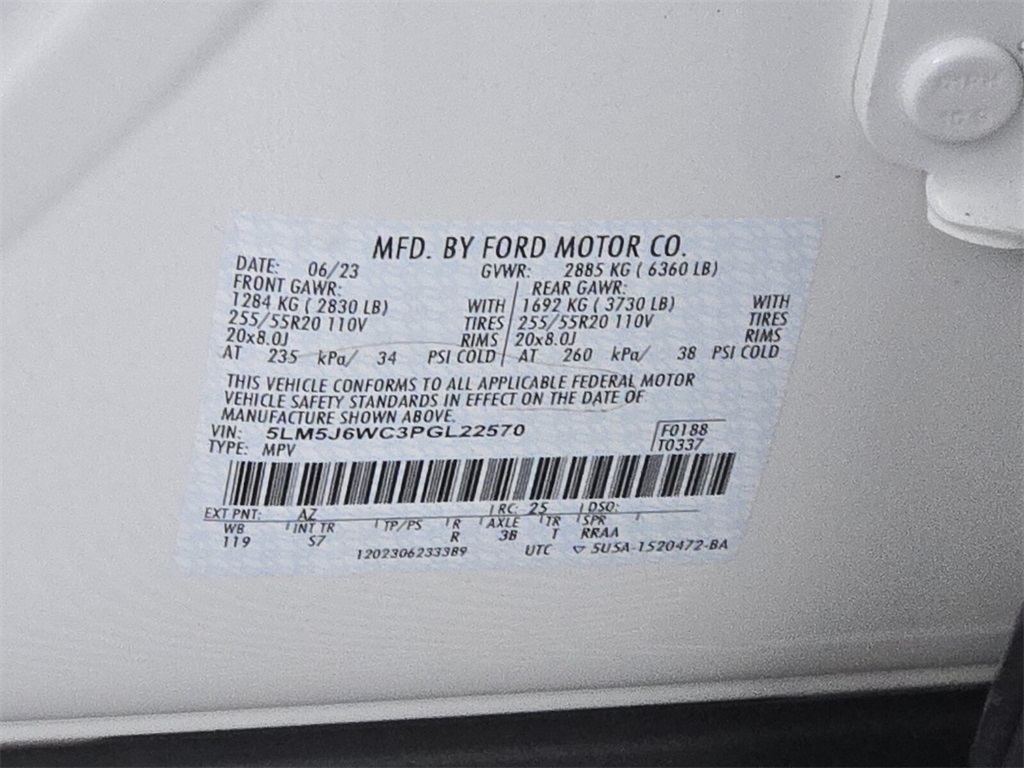 MFD. BY FORD MOTOR CO.
DATE: 06/23 GVWR: 2885 KG ( 6360 LB)
FRONT GAWR: REAR GAWR:
1284 KG ( 2830 LB) WITH 1692 KG ( 3730 LB) WITH
255/55R20 110V TIRES 255/55R20 110V TIRES
20x8.0J RIMS 20x8.0J RIMS
AT 235 kPa/ 34 PSI COLD AT 260 kPa/ 38 PSI COLD
THIS VEHICLE CONFORMS TO ALL APPLICABLE FEDERAL MOTOR
VEHICLE SAFETY STANDARDS IN EFFECT ON THE DATE OF
MANUFACTURE SHOWN ABOVE.
VIN: 5LM5J6WC3PGL22570 F0188
TYPE: MPV T0337
EXT PNT: AZ RC: 25 DSO:
WB INT TR TP/PS R AXLE TR SPR
119 S7 R 3B T RRAA
1202306233389 UTC ▽ 5U5A-1520472-BA